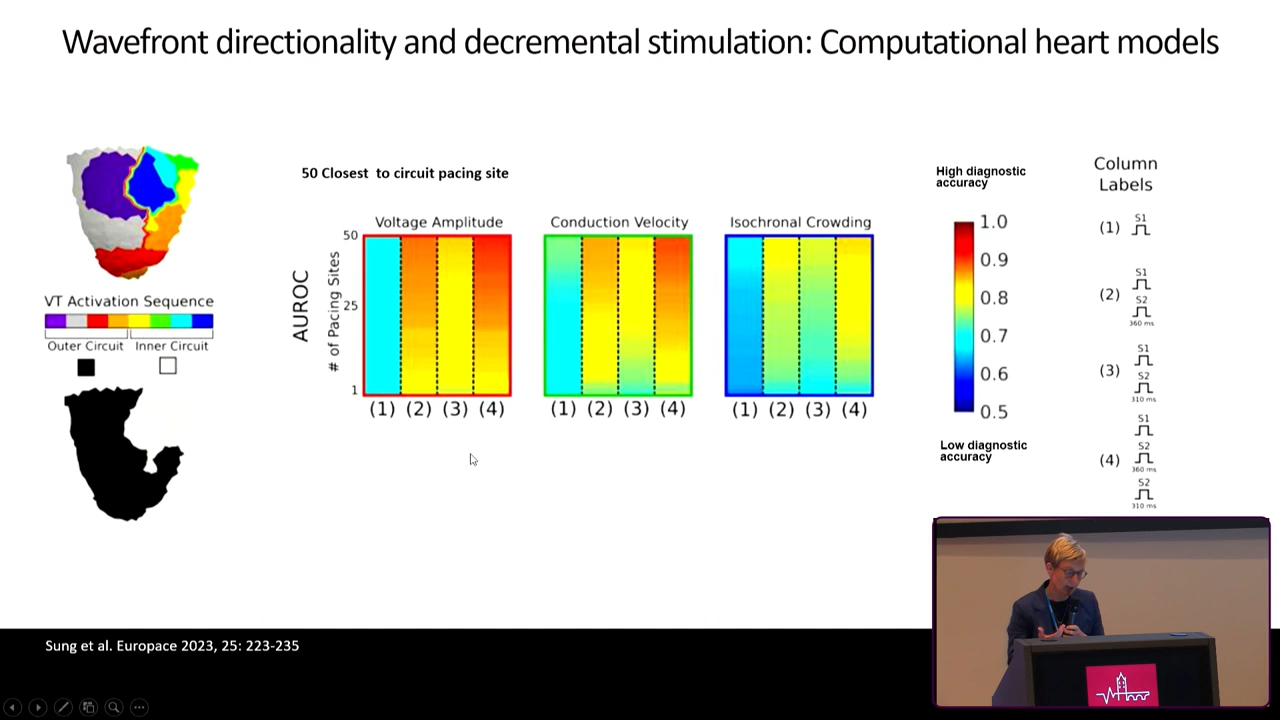 Wavefront directionality and decremental stimulation: Computational heart models
50 Closest to circuit pacing site
High diagnostic
accuracy
Column
Labels
Voltage Amplitude
Conduction Velocity
Isochronal Crowding
AUROC
# of Pacing Sites
50
25
1
(1) (2) (3) (4)
(1) (2) (3) (4)
(1) (2) (3) (4)
1.0
0.9
0.8
0.7
0.6
0.5
Low diagnostic
accuracy
(1)
S1
(2)
S1
S2
360 ms
(3)
S1
S2
310 ms
(4)
S1
S2
360 ms
S2
310 ms
VT Activation Sequence
Outer Circuit
Inner Circuit
Sung et al. Europace 2023, 25: 223-235